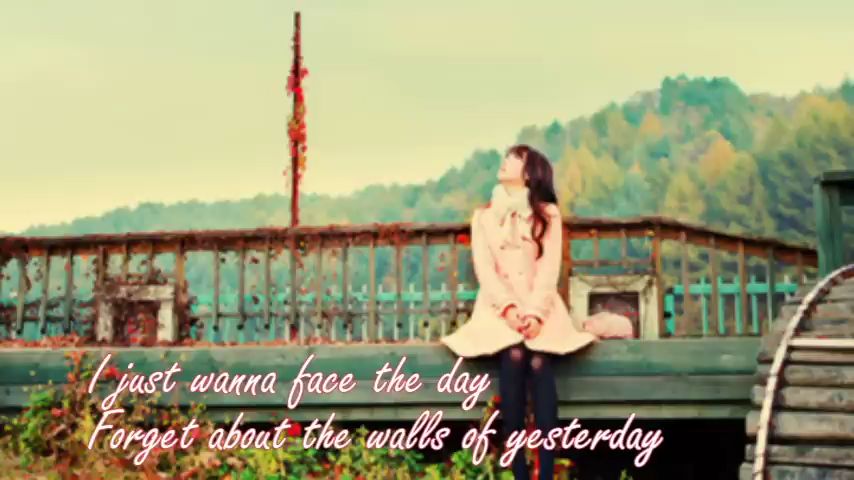 I just wanna face the day
Forget about the walls of yesterday